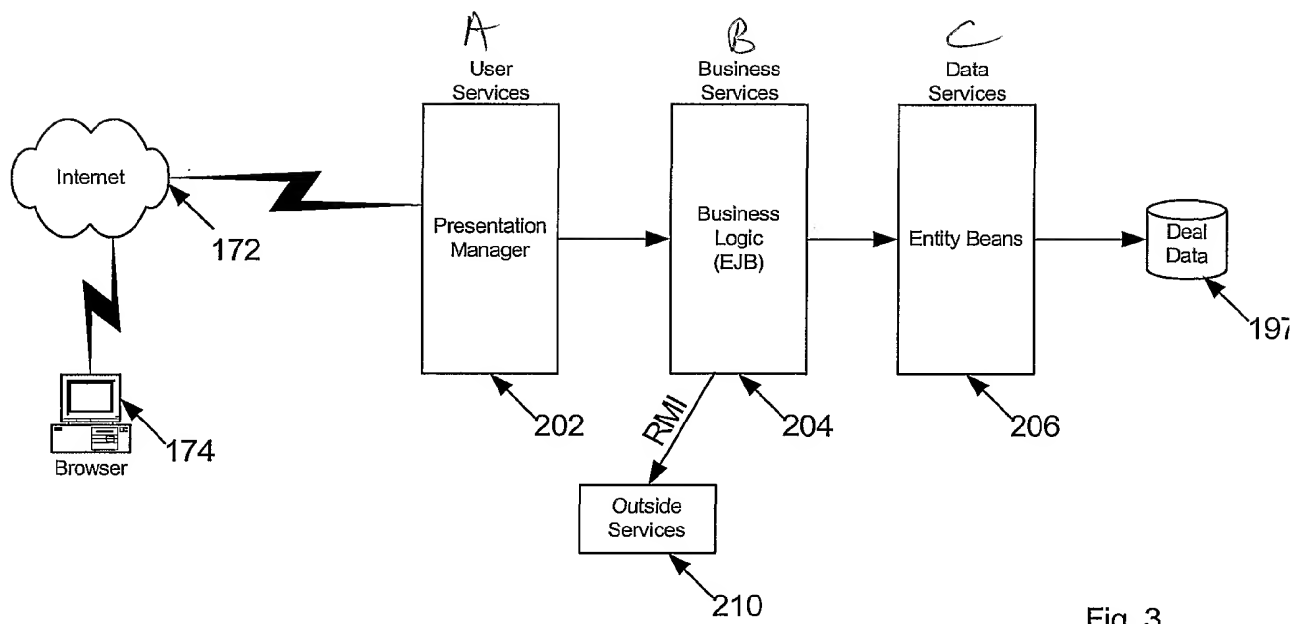 A
B
C
User
Services
Business
Services
Data
Services
Internet
172
Presentation
Manager
Business
Logic
(EJB)
Entity Beans
Deal
Data
197
202
204
206
RMI
174
Browser
Outside
Services
210
Fig. 3